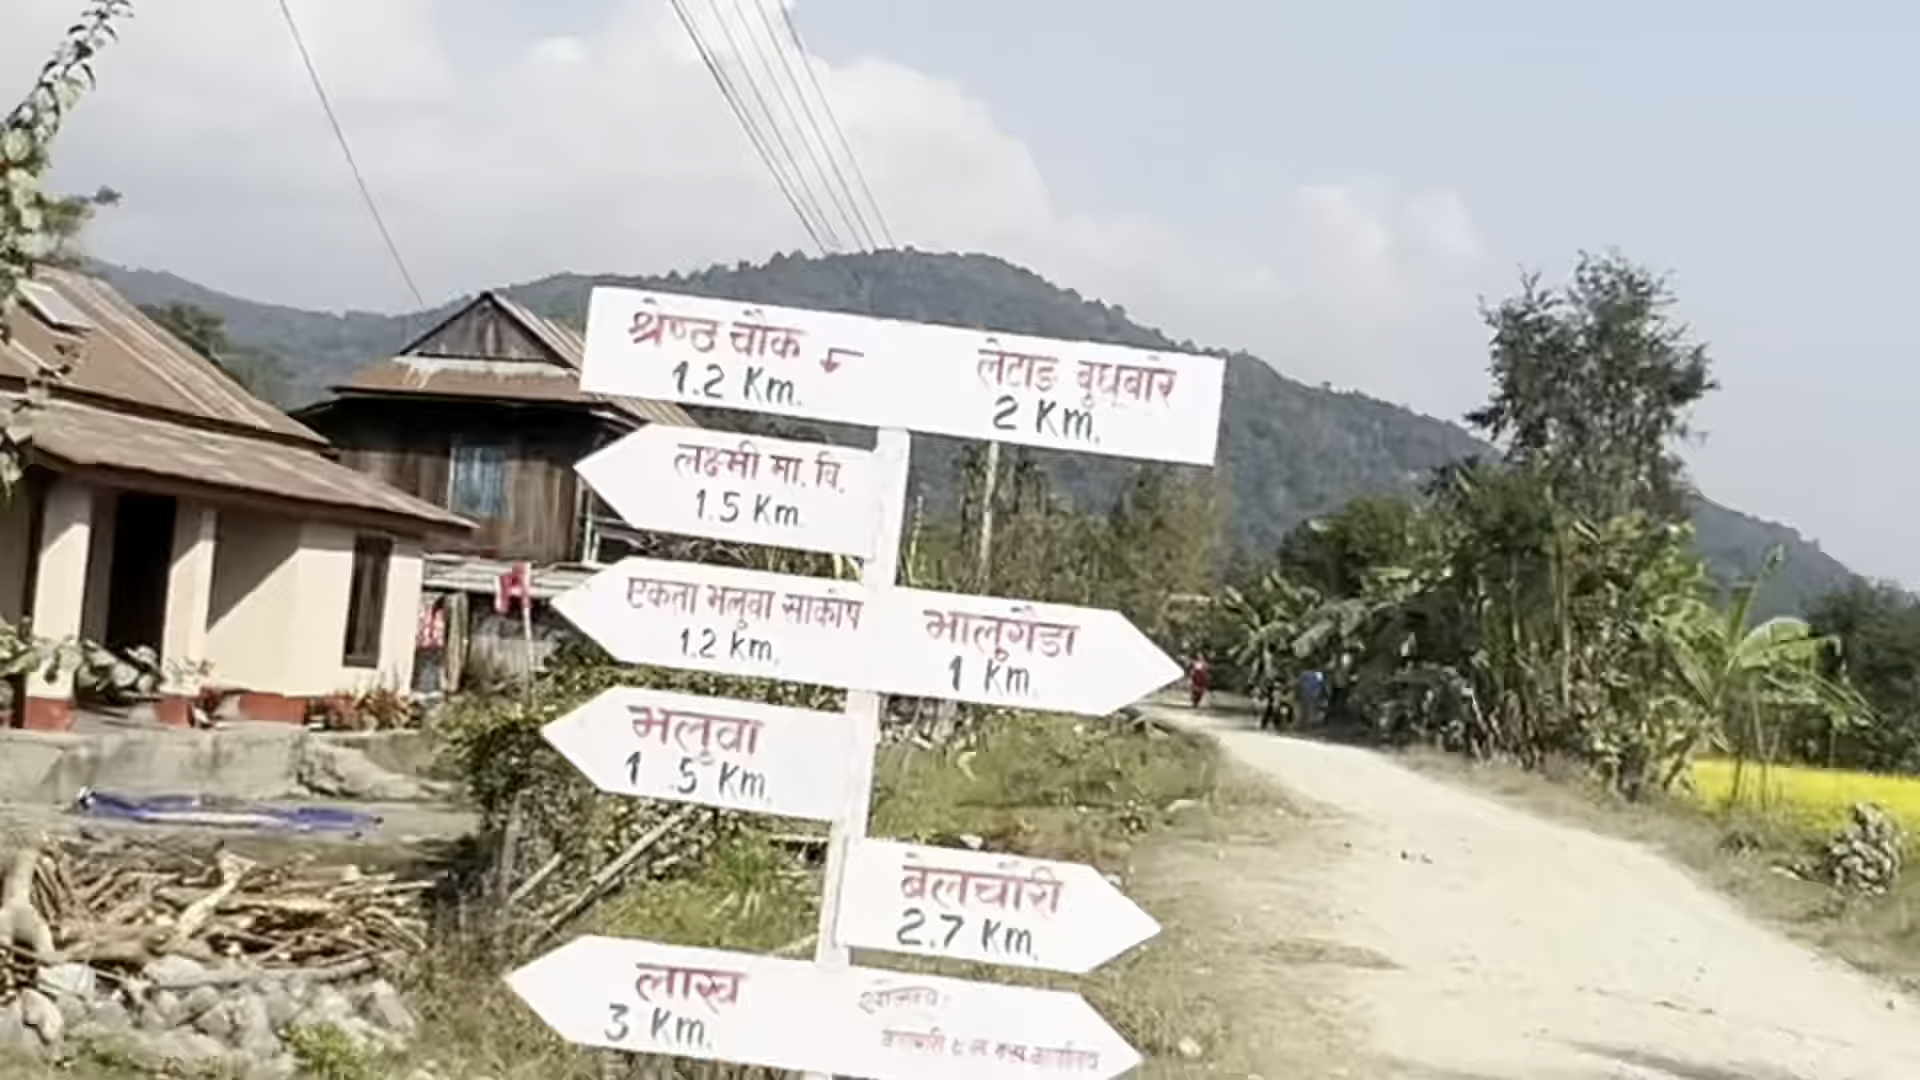 श्रेण्ठ चौक
1.2 Km.
लेटाङ बुधबारे
2 Km.
लक्ष्मी मा. वि.
1.5 Km.
एकता भलुवा साकोष
1.2 Km.
भालुगैडा
1 Km.
भलुवा
1.5 Km.
बेलचौरी
2.7 Km.
लाख
3 Km.